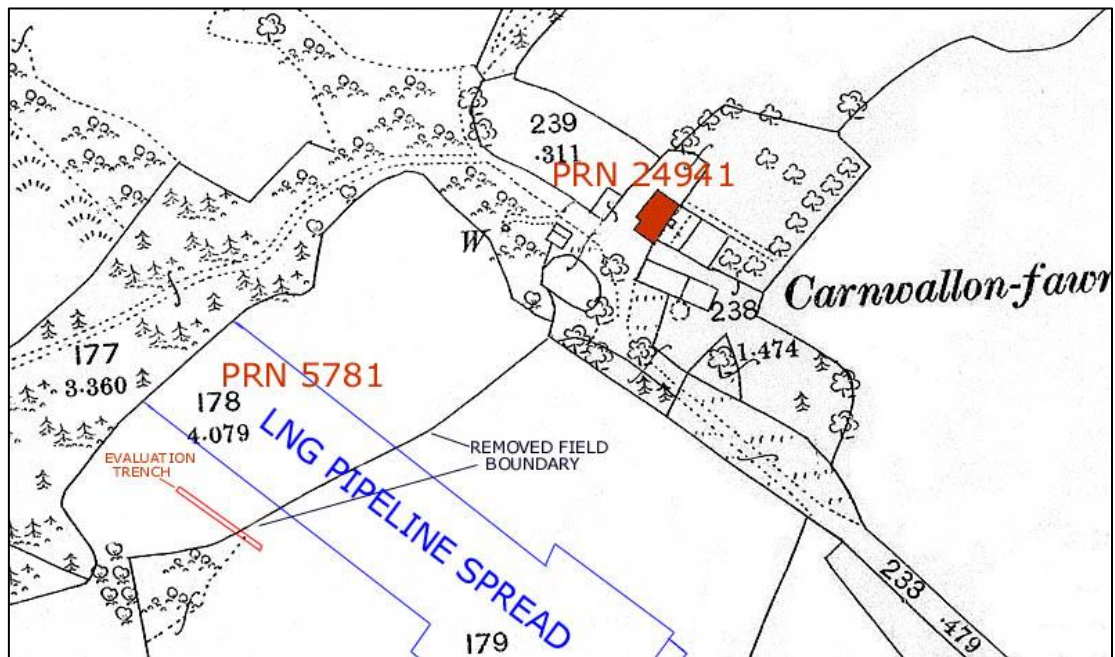 239
.311
PRN 24941
W
Carnwallon-fawr
238
1.474
177
3.360
PRN 5781
178
4.079
LNG PIPELINE SPREAD
REMOVED FIELD
BOUNDARY
EVALUATION
TRENCH
179
233
.479